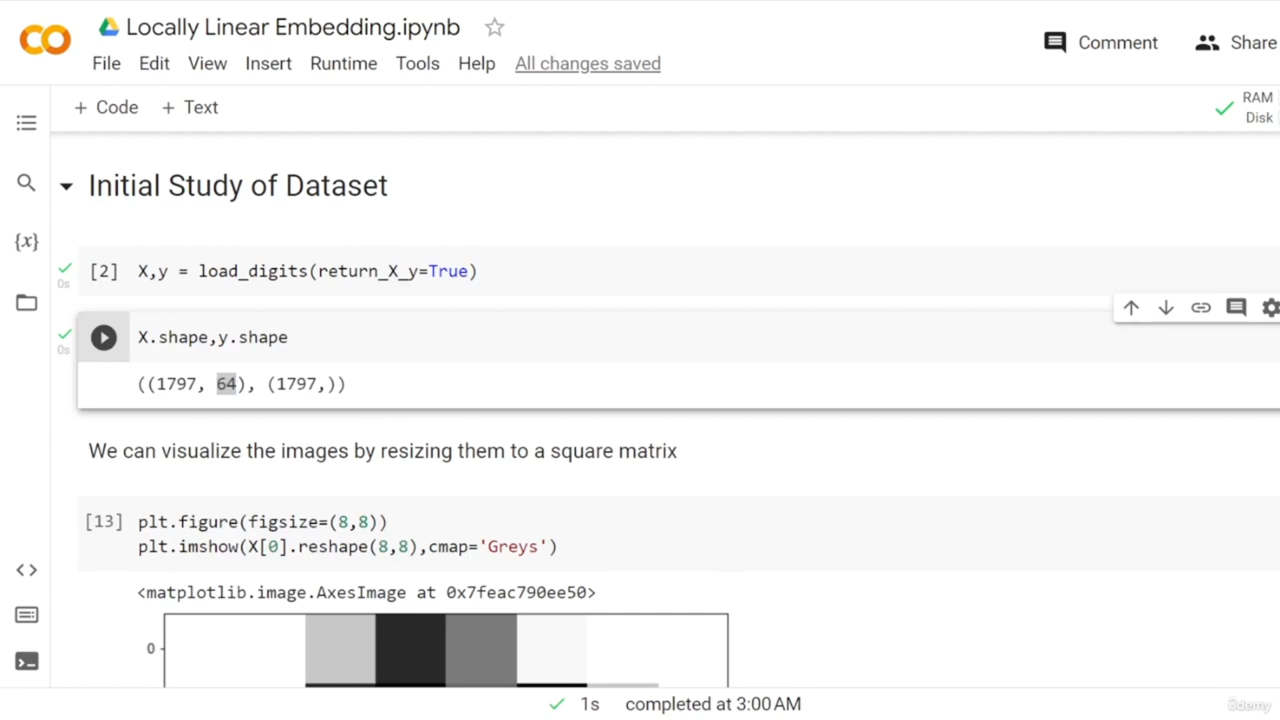 Locally Linear Embedding.ipynb
File Edit View Insert Runtime Tools Help All changes saved
Comment Share
+ Code + Text
RAM
Disk
Initial Study of Dataset
[2] X,y = load_digits(return_X_y=True)
0s
X.shape,y.shape
0s
((1797, 64), (1797,))
We can visualize the images by resizing them to a square matrix
[13] plt.figure(figsize=(8,8))
plt.imshow(X[0].reshape(8,8),cmap='Greys')
<matplotlib.image.AxesImage at 0x7feac790ee50>
0
1s completed at 3:00 AM
ûdemy